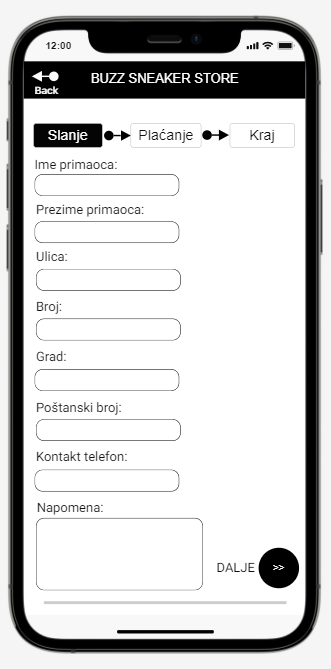 12:00
BUZZ SNEAKER STORE
Back
Slanje
Plaćanje
Kraj
Ime primaoca:
Prezime primaoca:
Ulica:
Broj:
Grad:
Poštanski broj:
Kontakt telefon:
Napomena:
DALJE >>